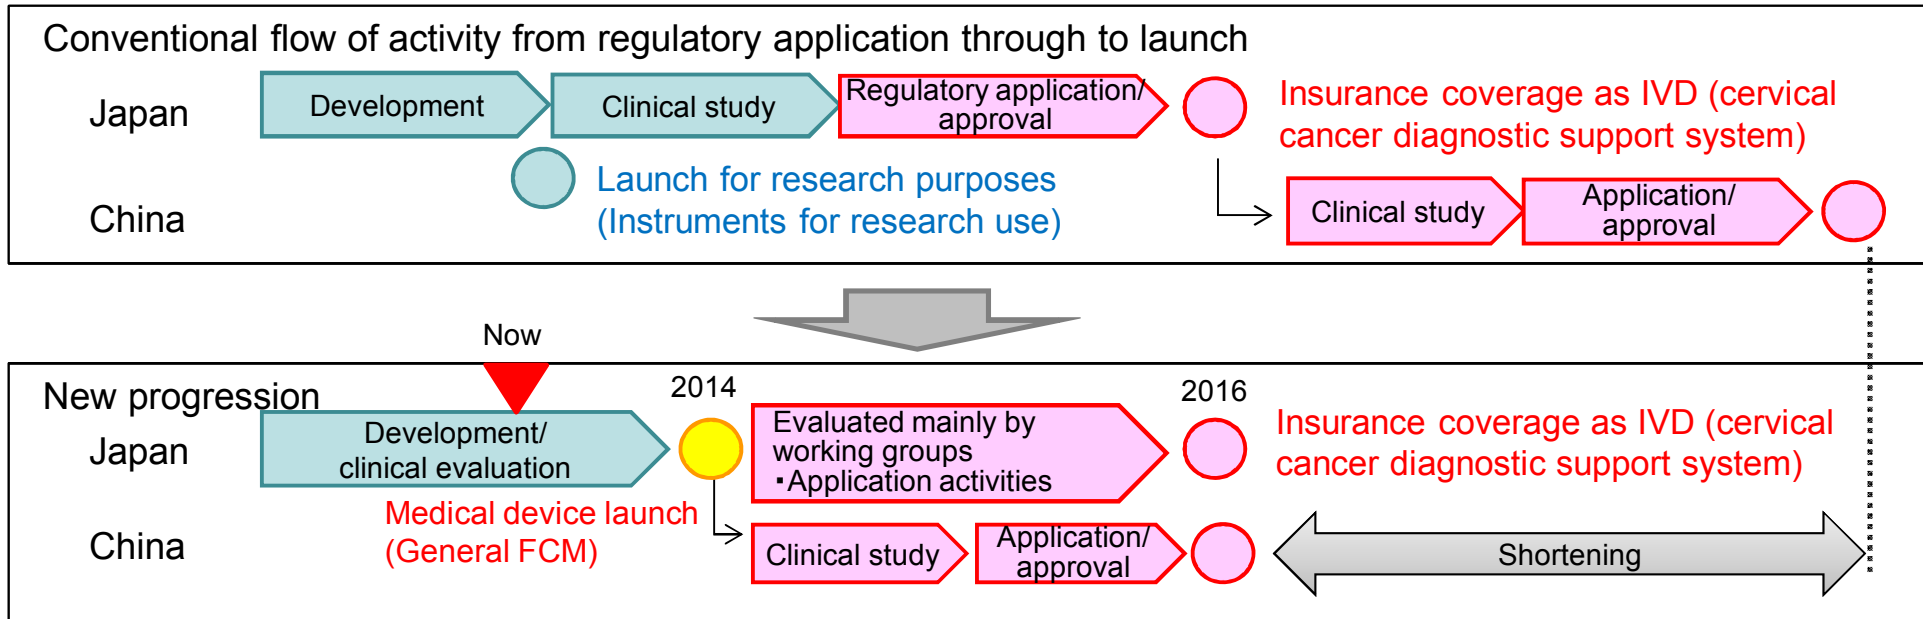 Conventional flow of activity from regulatory application through to launch
Japan
Development
Clinical study
Regulatory application/
approval
Insurance coverage as IVD (cervical
cancer diagnostic support system)
Launch for research purposes
(Instruments for research use)
China
Clinical study
Application/
approval
Now
New progression
2014
2016
Japan
Development/
clinical evaluation
Evaluated mainly by
working groups
・Application activities
Insurance coverage as IVD (cervical
cancer diagnostic support system)
Medical device launch
(General FCM)
China
Clinical study
Application/
approval
Shortening